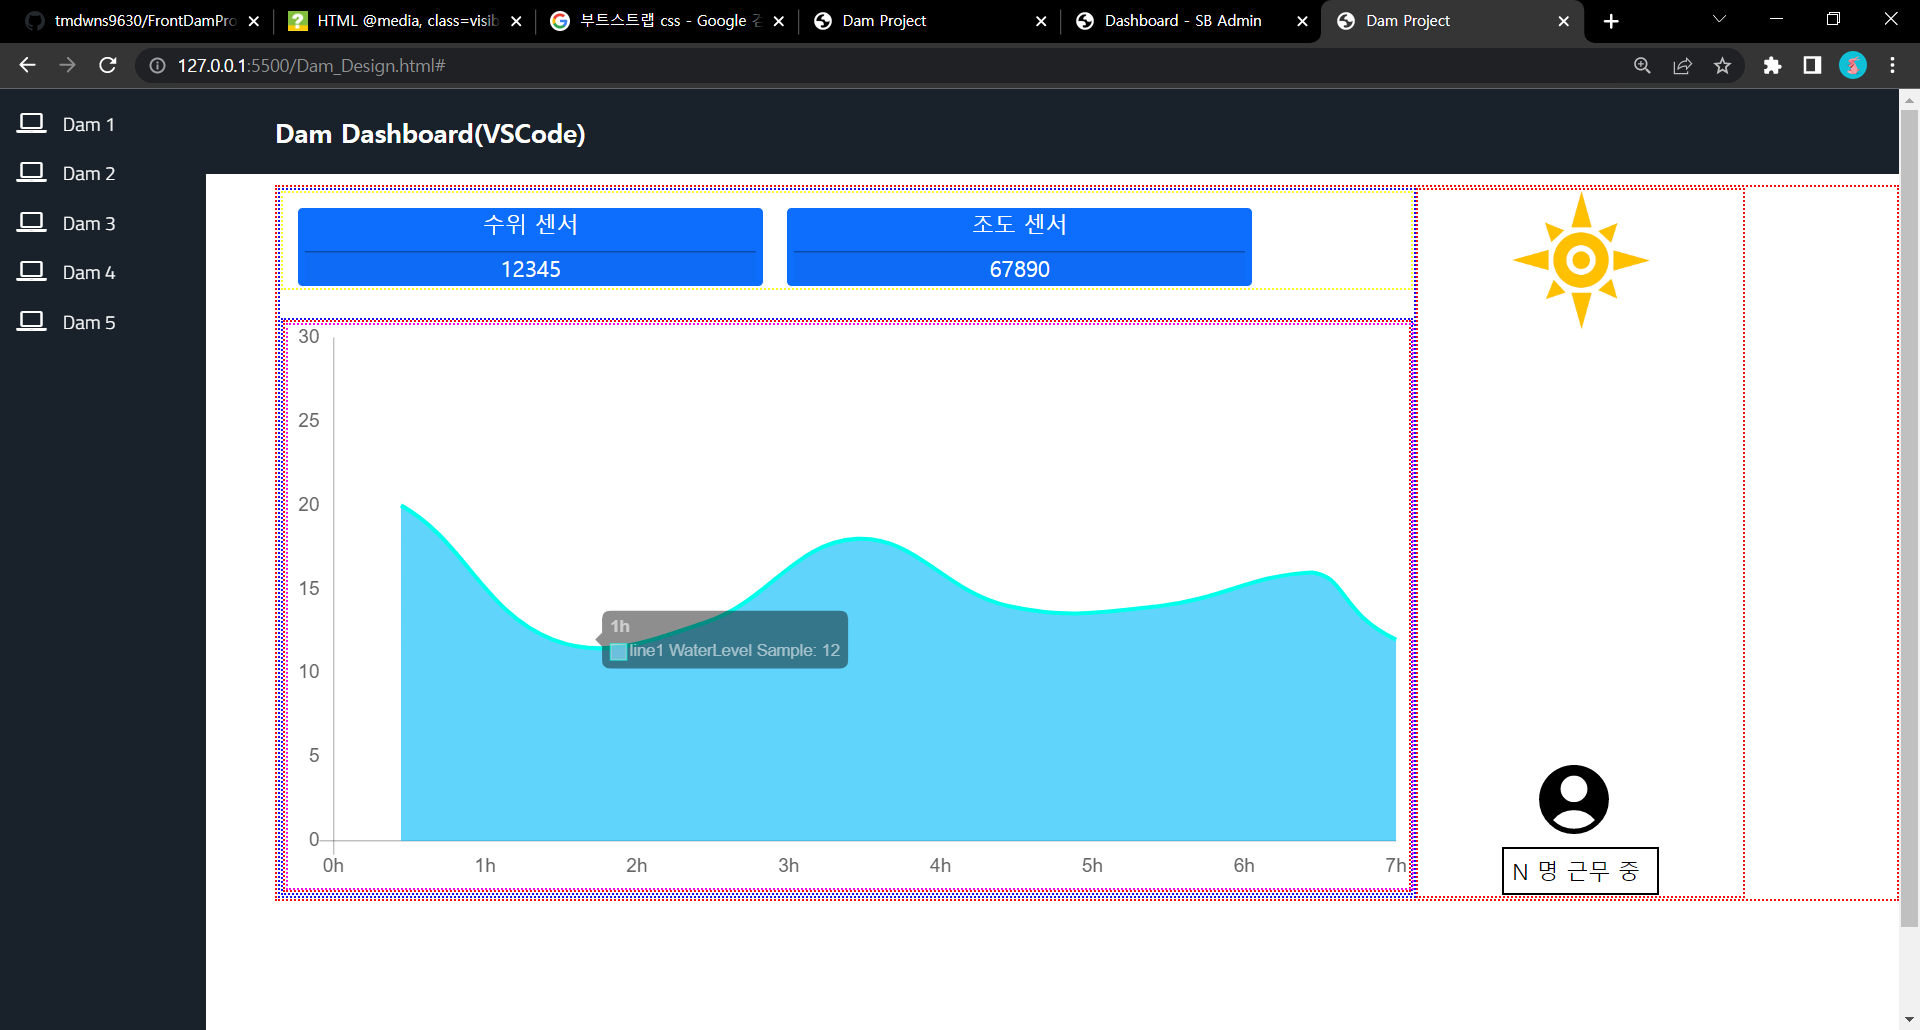 tmdwns9630/FrontDamPro
HTML @media, class=visib
부트스트랩 css - Google 검
Dam Project
Dashboard - SB Admin
Dam Project
127.0.0.1:5500/Dam_Design.html#
Dam 1
Dam 2
Dam 3
Dam 4
Dam 5
Dam Dashboard(VSCode)
수위 센서
12345
조도 센서
67890
30
25
20
15
10
5
0
0h
1h
2h
3h
4h
5h
6h
7h
1h
line1 WaterLevel Sample: 12
N 명 근무 중